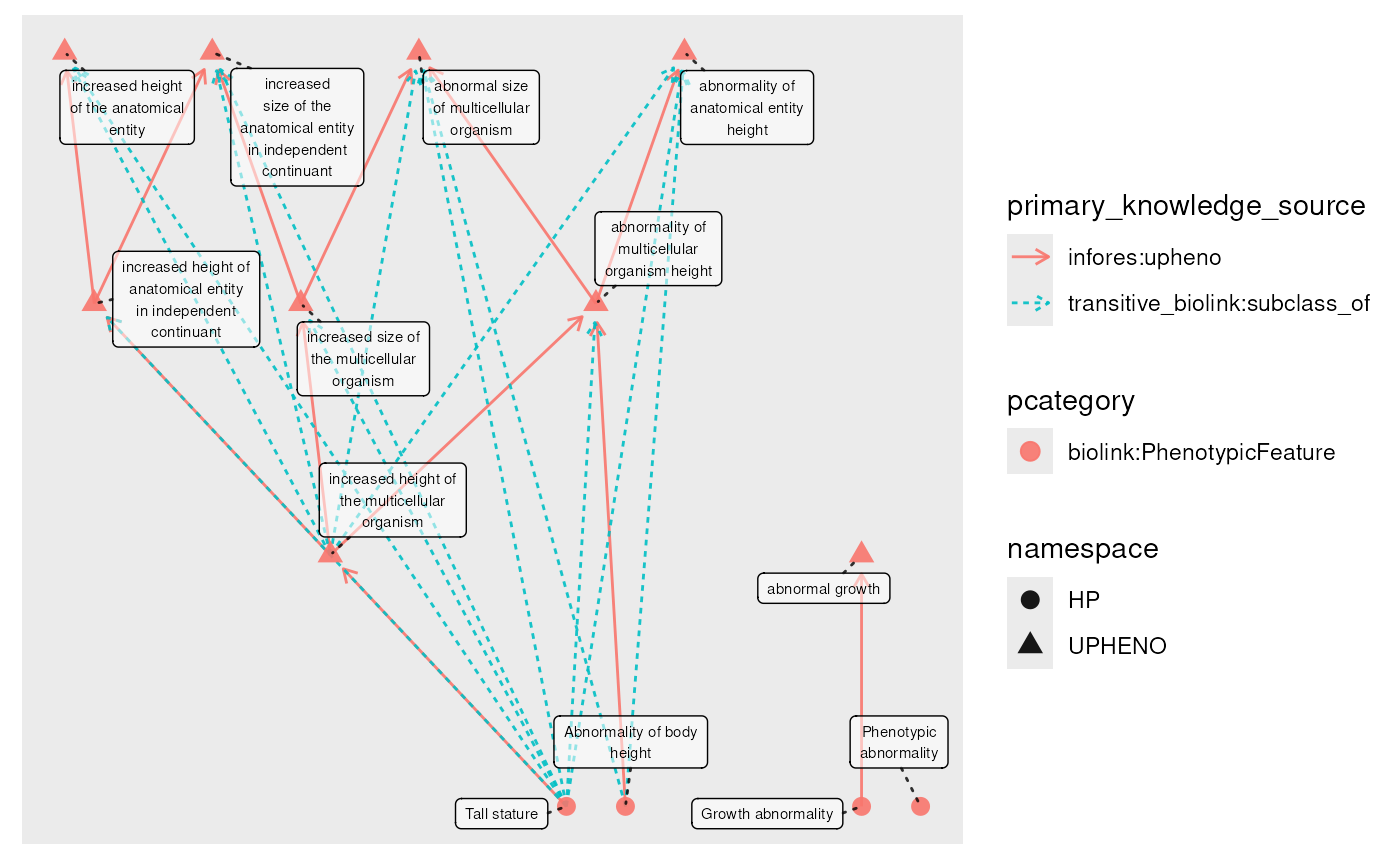 increased height
of the anatomical
entity
increased
size of the
anatomical entity
in independent
continuant
abnormal size
of multicellular
organism
abnormality of
anatomical entity
height
abnormality of
multicellular
organism height
increased height of
anatomical entity
in independent
continuant
increased size of
the multicellular
organism
increased height of
the multicellular
organism
abnormal growth
Abnormality of body
height
Phenotypic
abnormality
Tall stature
Growth abnormality
primary_knowledge_source
infores:upheno
transitive_biolink:subclass_of
pcategory
biolink:PhenotypicFeature
namespace
HP
UPHENO